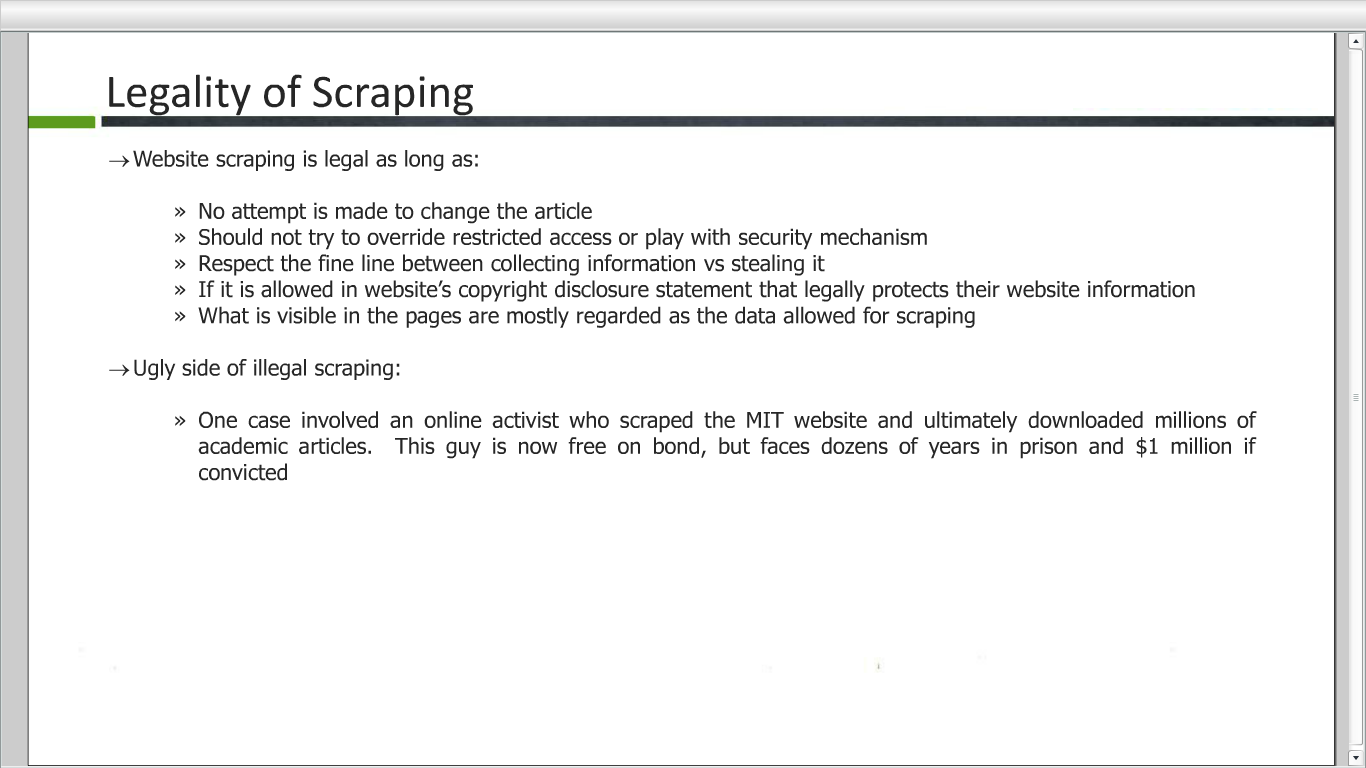 Legality of Scraping
→Website scraping is legal as long as:
» No attempt is made to change the article
» Should not try to override restricted access or play with security mechanism
» Respect the fine line between collecting information vs stealing it
» If it is allowed in website’s copyright disclosure statement that legally protects their website information
» What is visible in the pages are mostly regarded as the data allowed for scraping
→Ugly side of illegal scraping:
» One case involved an online activist who scraped the MIT website and ultimately downloaded millions of
academic articles.  This guy is now free on bond, but faces dozens of years in prison and $1 million if
convicted